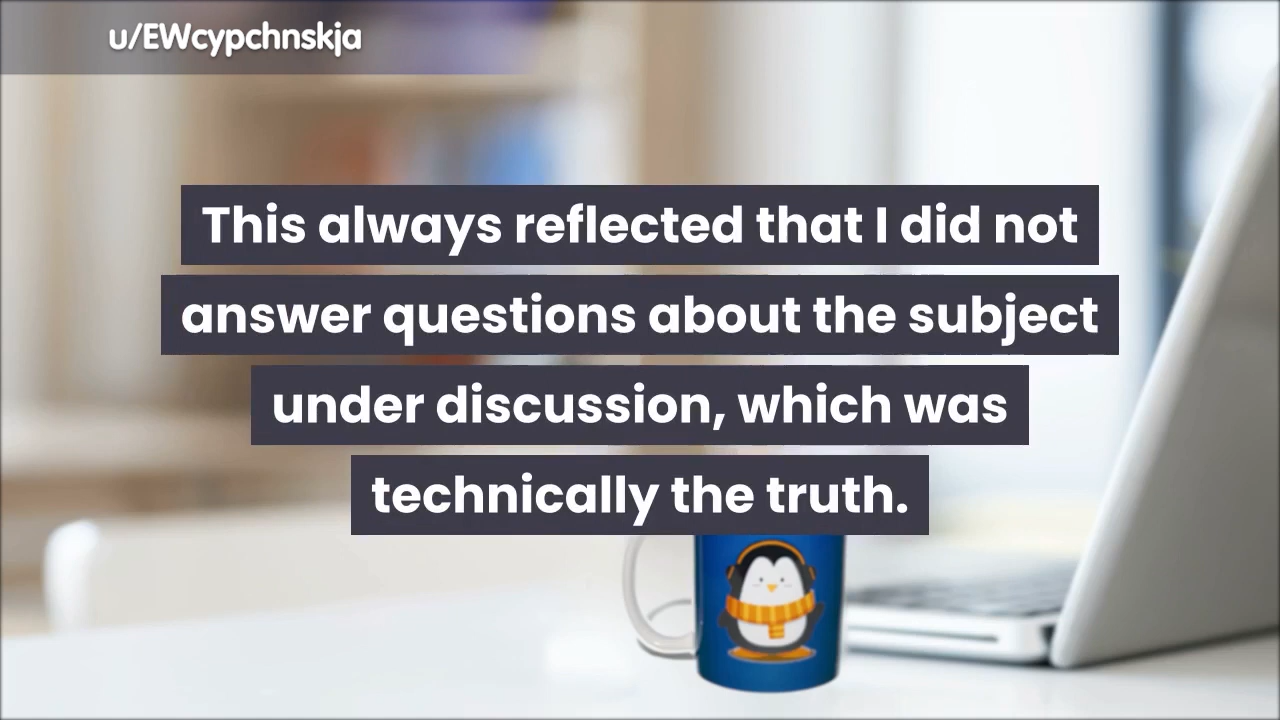 u/EWcypchnskja
This always reflected that I did not
answer questions about the subject
under discussion, which was
technically the truth.